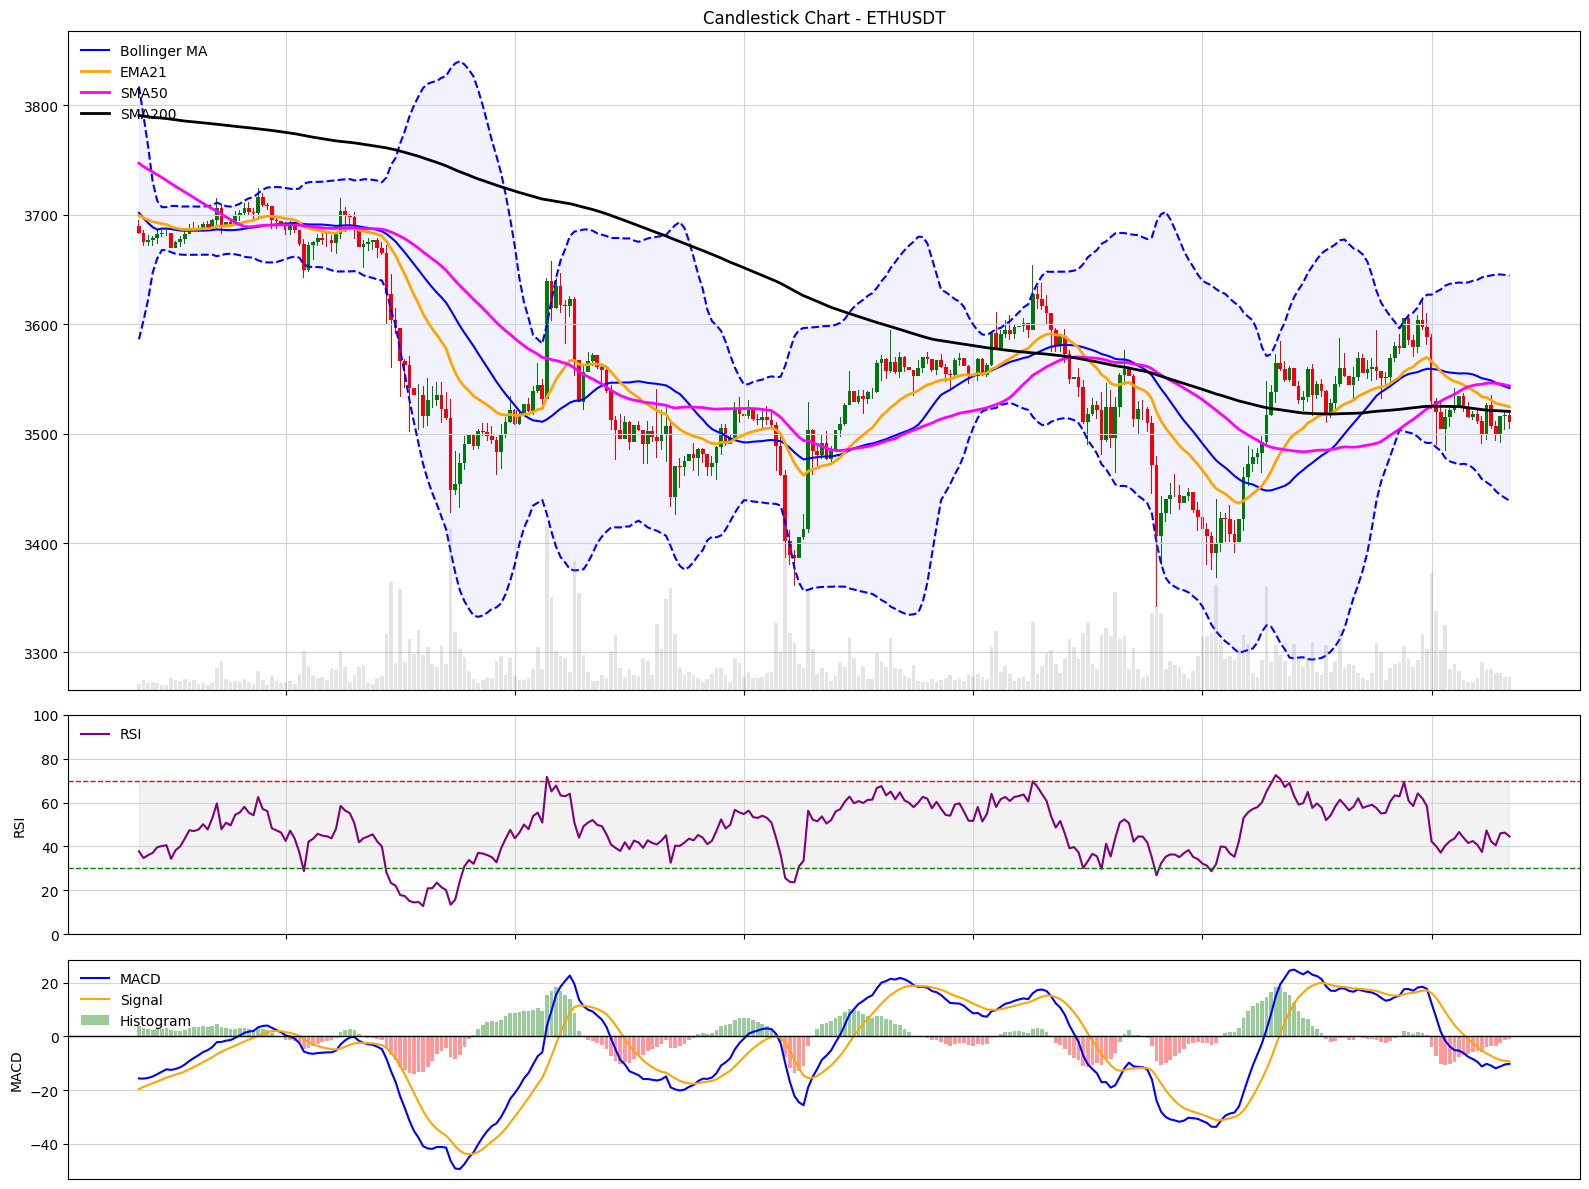 Candlestick Chart - ETHUSDT
Bollinger MA
EMA21
SMA50
SMA200
3800
3700
3600
3500
3400
3300
RSI
100
80
60
40
20
0
RSI
MACD
Signal
Histogram
20
0
−20
−40
MACD